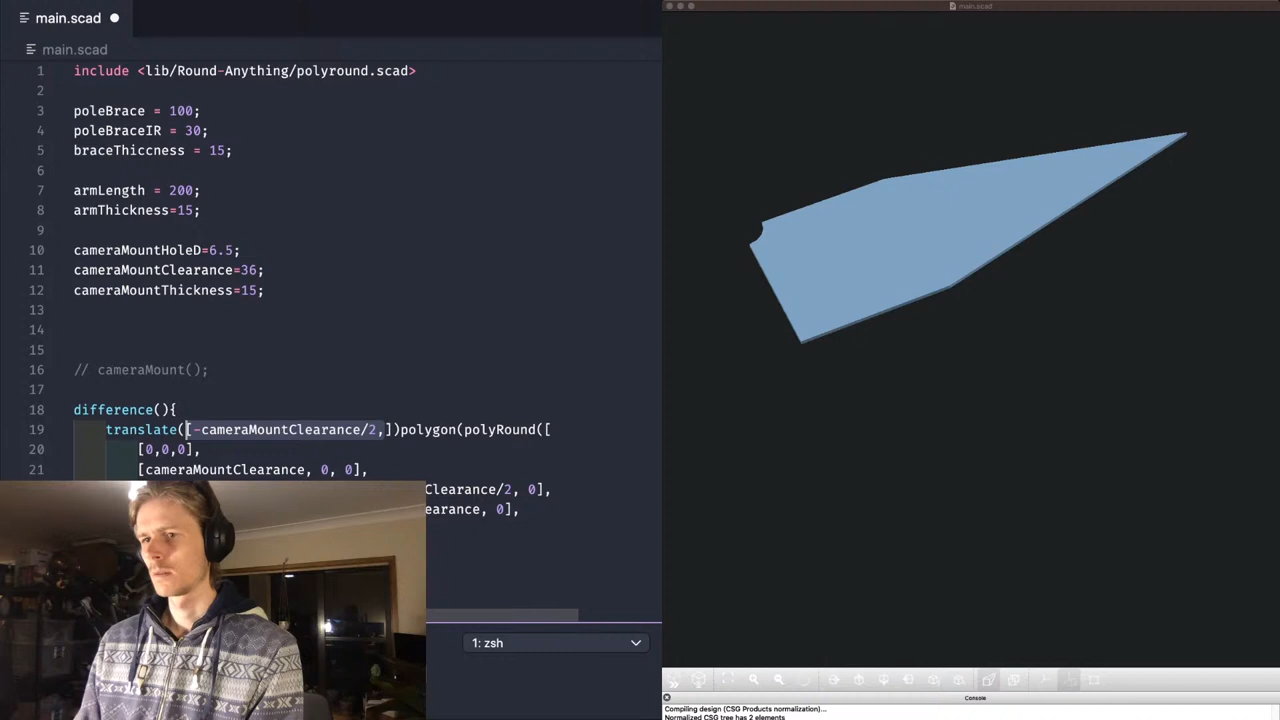 main.scad
main.scad
main.scad
1 include <lib/Round-Anything/polyround.scad>
2
3 poleBrace = 100;
4 poleBraceIR = 30;
5 braceThiccness = 15;
6
7 armLength = 200;
8 armThickness=15;
9
10 cameraMountHoleD=6.5;
11 cameraMountClearance=36;
12 cameraMountThickness=15;
13
14
15
16 // cameraMount();
17
18 difference(){
19 translate([-cameraMountClearance/2,])polygon(polyRound([
20 [0,0,0],
21 [cameraMountClearance, 0, 0],
Clearance/2, 0],
earance, 0],
1: zsh
Console
Compiling design (CSG Products normalization)...
Normalized CSG tree has 2 elements